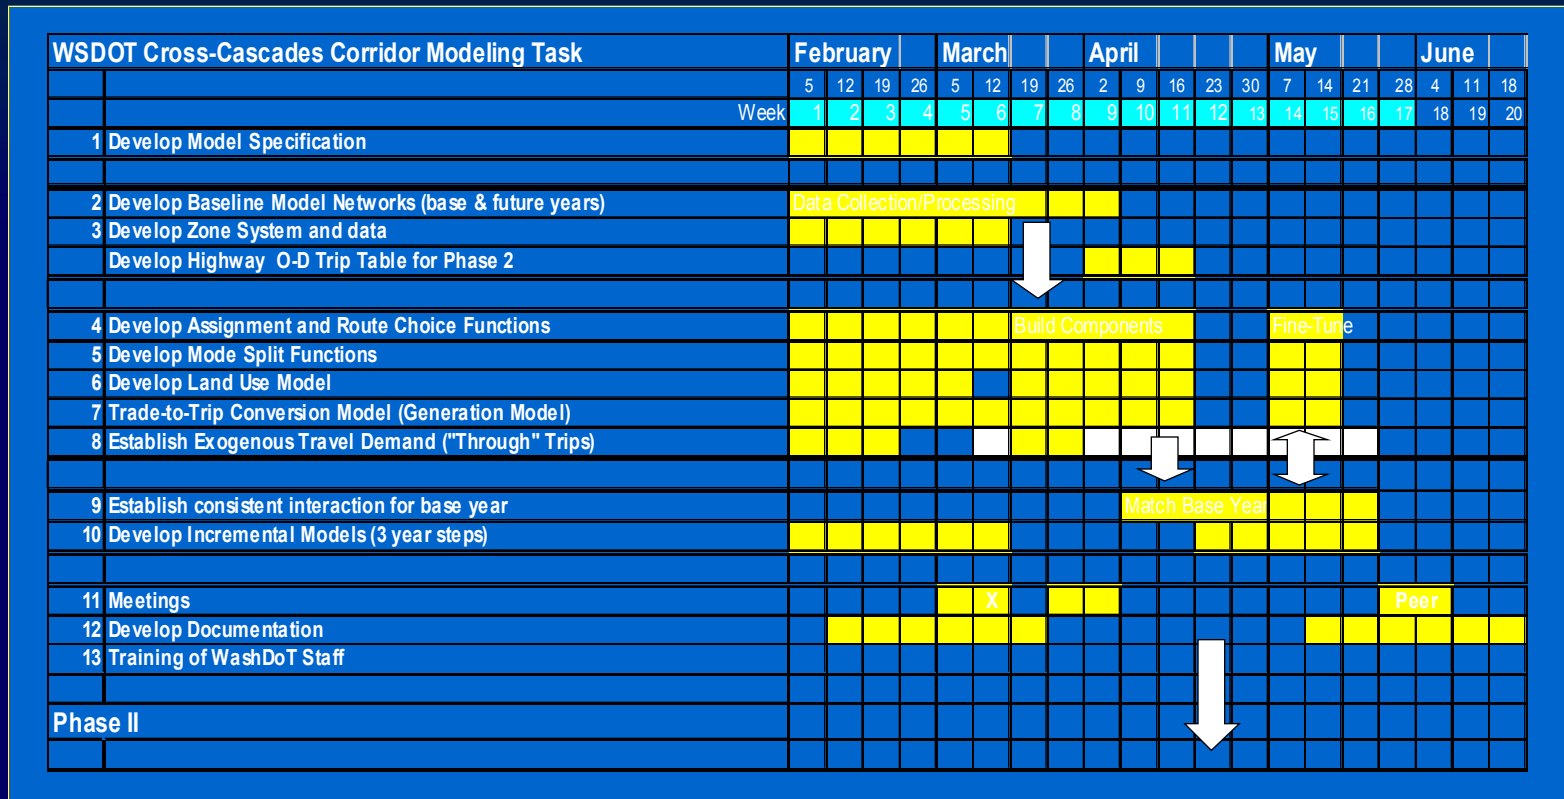 WSDOT Cross-Cascades Corridor Modeling Task February March April May June
5 12 19 26 5 12 19 26 2 9 16 23 30 7 14 21 28 4 11 18
Week 1 2 3 4 5 6 7 8 9 10 11 12 13 14 15 16 17 18 19 20
1 Develop Model Specification
2 Develop Baseline Model Networks (base & future years) Data Collection/Processing
3 Develop Zone System and data
Develop Highway O-D Trip Table for Phase 2
4 Develop Assignment and Route Choice Functions Build Components Fine-Tune
5 Develop Mode Split Functions
6 Develop Land Use Model
7 Trade-to-Trip Conversion Model (Generation Model)
8 Establish Exogenous Travel Demand ("Through" Trips)
9 Establish consistent interaction for base year Match Base Year
10 Develop Incremental Models (3 year steps)
11 Meetings X Peer
12 Develop Documentation
13 Training of WashDoT Staff
Phase II